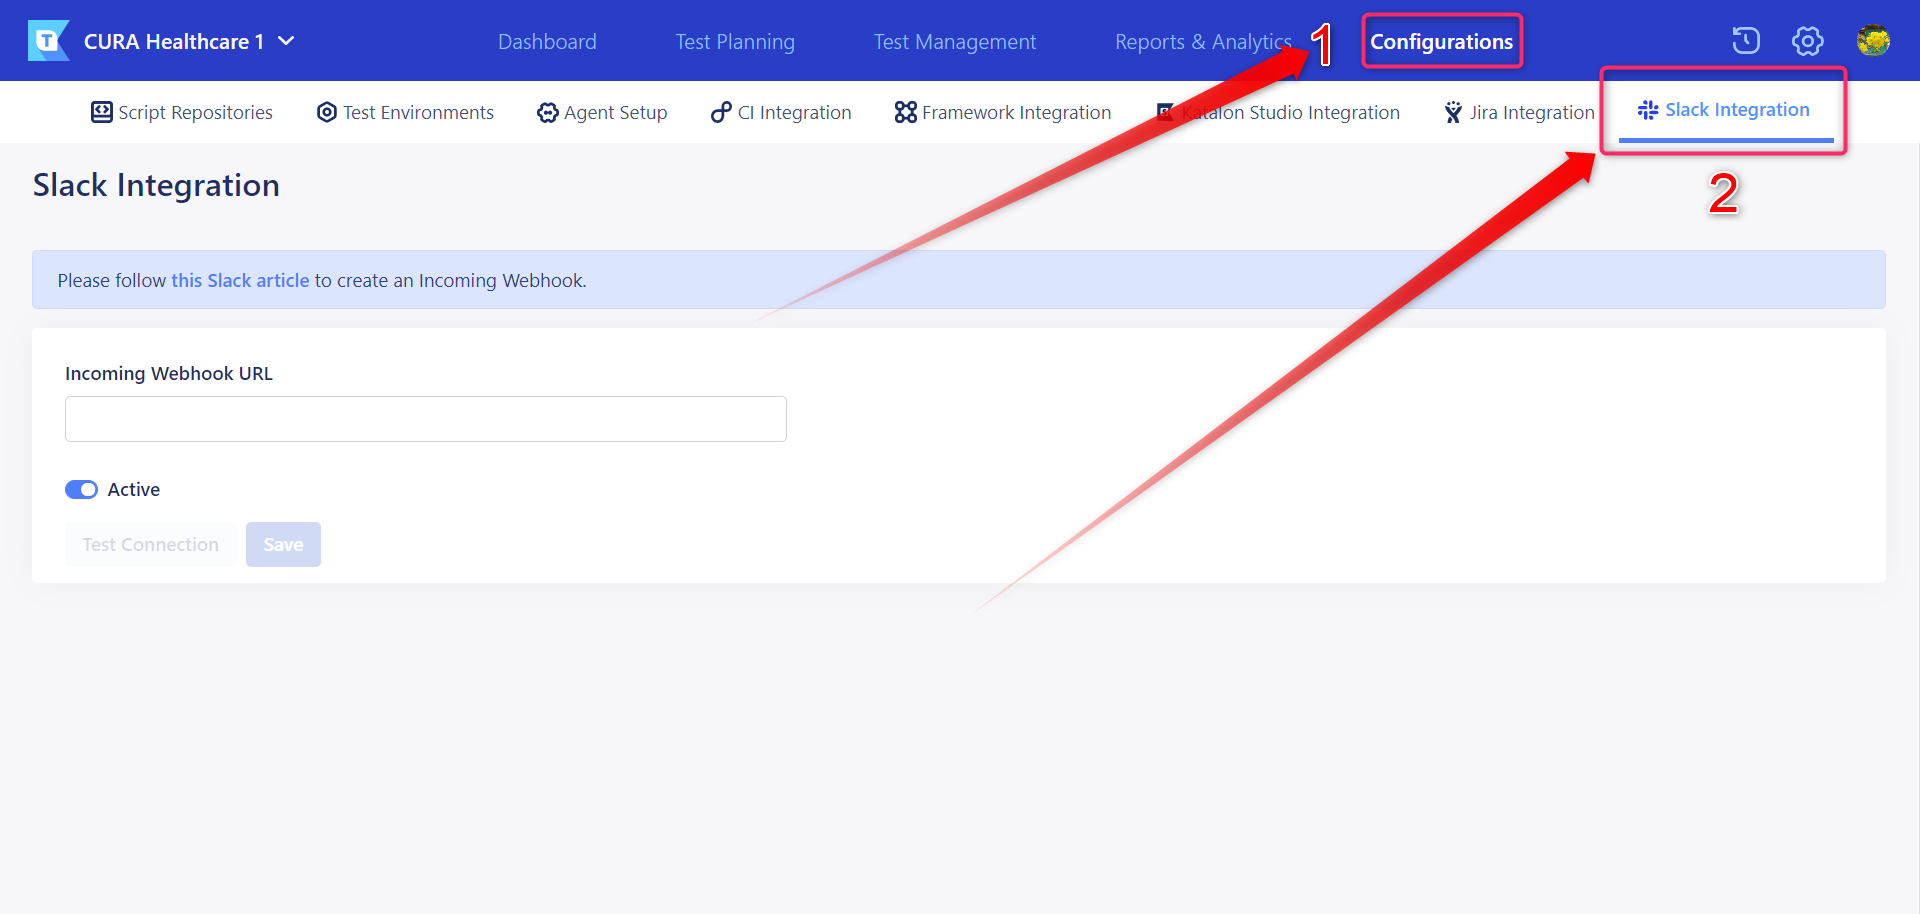 T CURA Healthcare 1 Dashboard Test Planning Test Management Reports & Analytics 1 Configurations
Script Repositories Test Environments Agent Setup CI Integration Framework Integration Katalon Studio Integration Jira Integration Slack Integration
2
Slack Integration
Please follow this Slack article to create an Incoming Webhook.
Incoming Webhook URL
Active
Test Connection Save